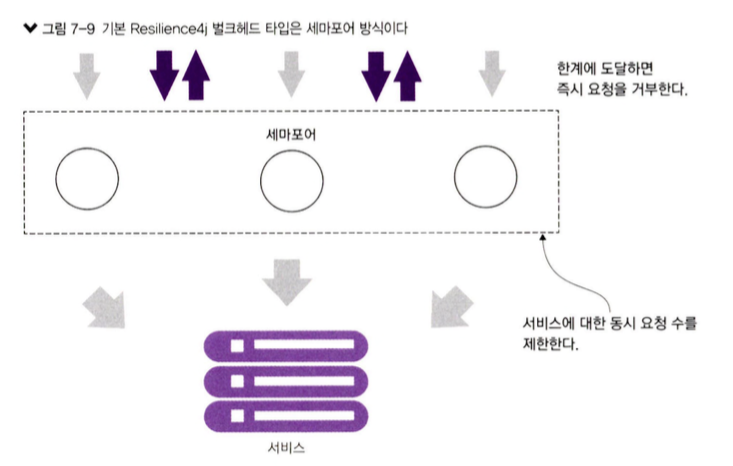 그림 7-9 기본 Resilience4j 벌크헤드 타입은 세마포어 방식이다
한계에 도달하면
즉시 요청을 거부한다.
세마포어
서비스에 대한 동시 요청 수를
제한한다.
서비스